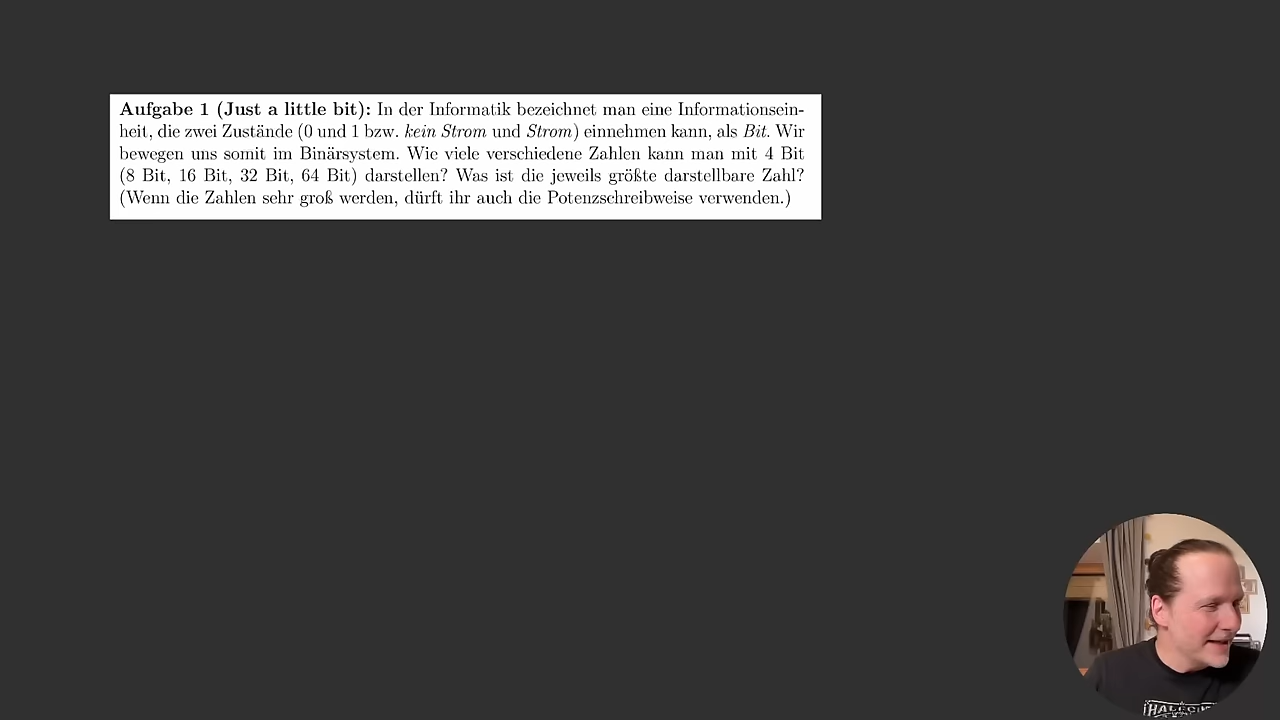 Aufgabe 1 (Just a little bit): In der Informatik bezeichnet man eine Informationsein-
heit, die zwei Zustände (0 und 1 bzw. kein Strom und Strom) einnehmen kann, als Bit. Wir
bewegen uns somit im Binärsystem. Wie viele verschiedene Zahlen kann man mit 4 Bit
(8 Bit, 16 Bit, 32 Bit, 64 Bit) darstellen? Was ist die jeweils größte darstellbare Zahl?
(Wenn die Zahlen sehr groß werden, dürft ihr auch die Potenzschreibweise verwenden.)